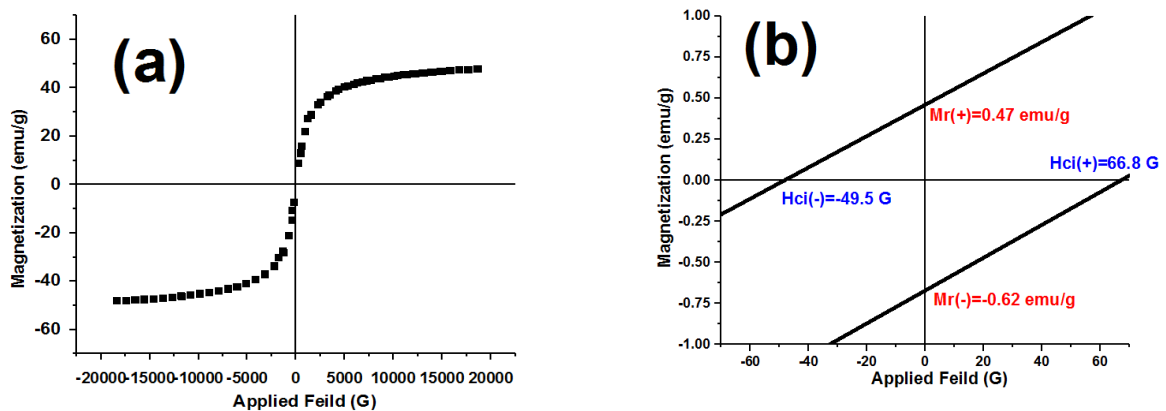 (a)
Magnetization (emu/g)
60
40
20
0
-20
-40
-60
-20000 -15000 -10000 -5000 0 5000 10000 15000 20000
Applied Feild (G)
(b)
Magnetization (emu/g)
1.00
0.75
0.50
0.25
0.00
-0.25
-0.50
-0.75
-1.00
Mr(+)=0.47 emu/g
Hci(+)=66.8 G
Hci(-)=-49.5 G
Mr(-)=-0.62 emu/g
-60 -40 -20 0 20 40 60
Applied Feild (G)